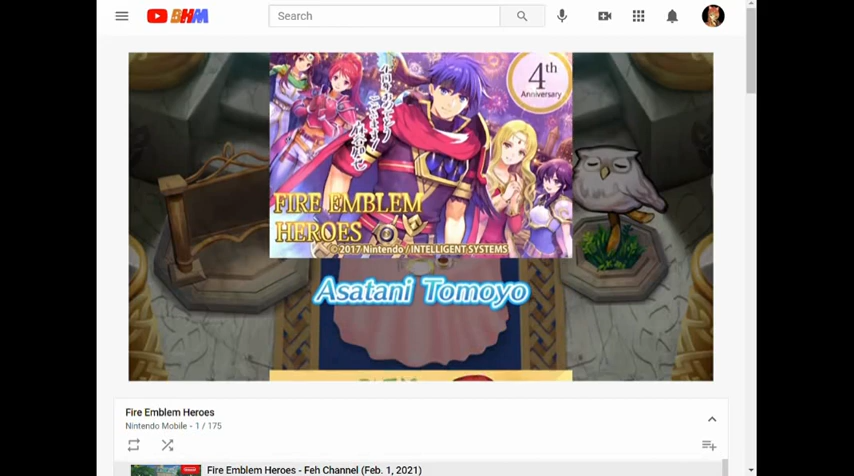 BHM
Search
4th
Anniversary
FIRE EMBLEM
HEROES
© 2017 Nintendo / INTELLIGENT SYSTEMS
Asatani Tomoyo
Fire Emblem Heroes
Nintendo Mobile - 1 / 175
Fire Emblem Heroes - Feh Channel (Feb. 1, 2021)